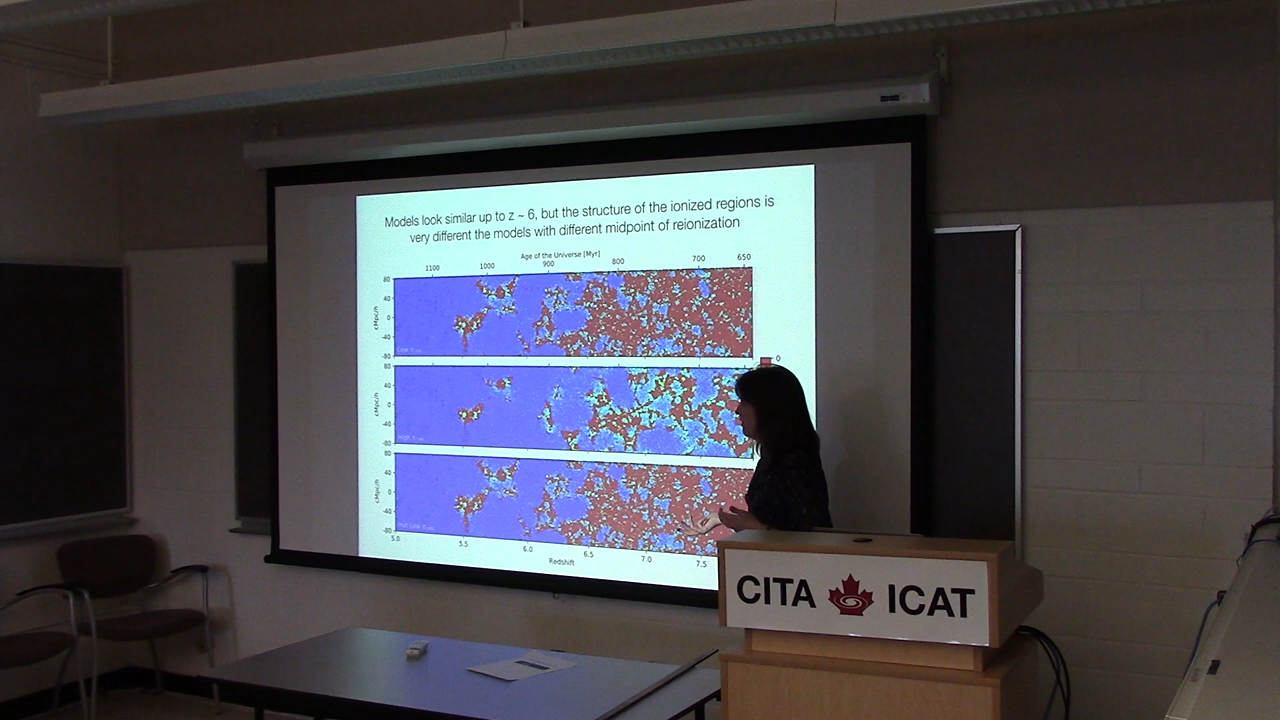 Models look similar up to z ~ 6, but the structure of the ionized regions is
very different the models with different midpoint of reionization
Age of the Universe [Myr]
1100 1000 900 800 700 650
80
40
0
-40
-80
cMpc/h
0
80
40
0
-40
-80
cMpc/h
80
40
0
-40
-80
cMpc/h
5.0 5.5 6.0 6.5 7.0 7.5
Redshift
CITA ICAT